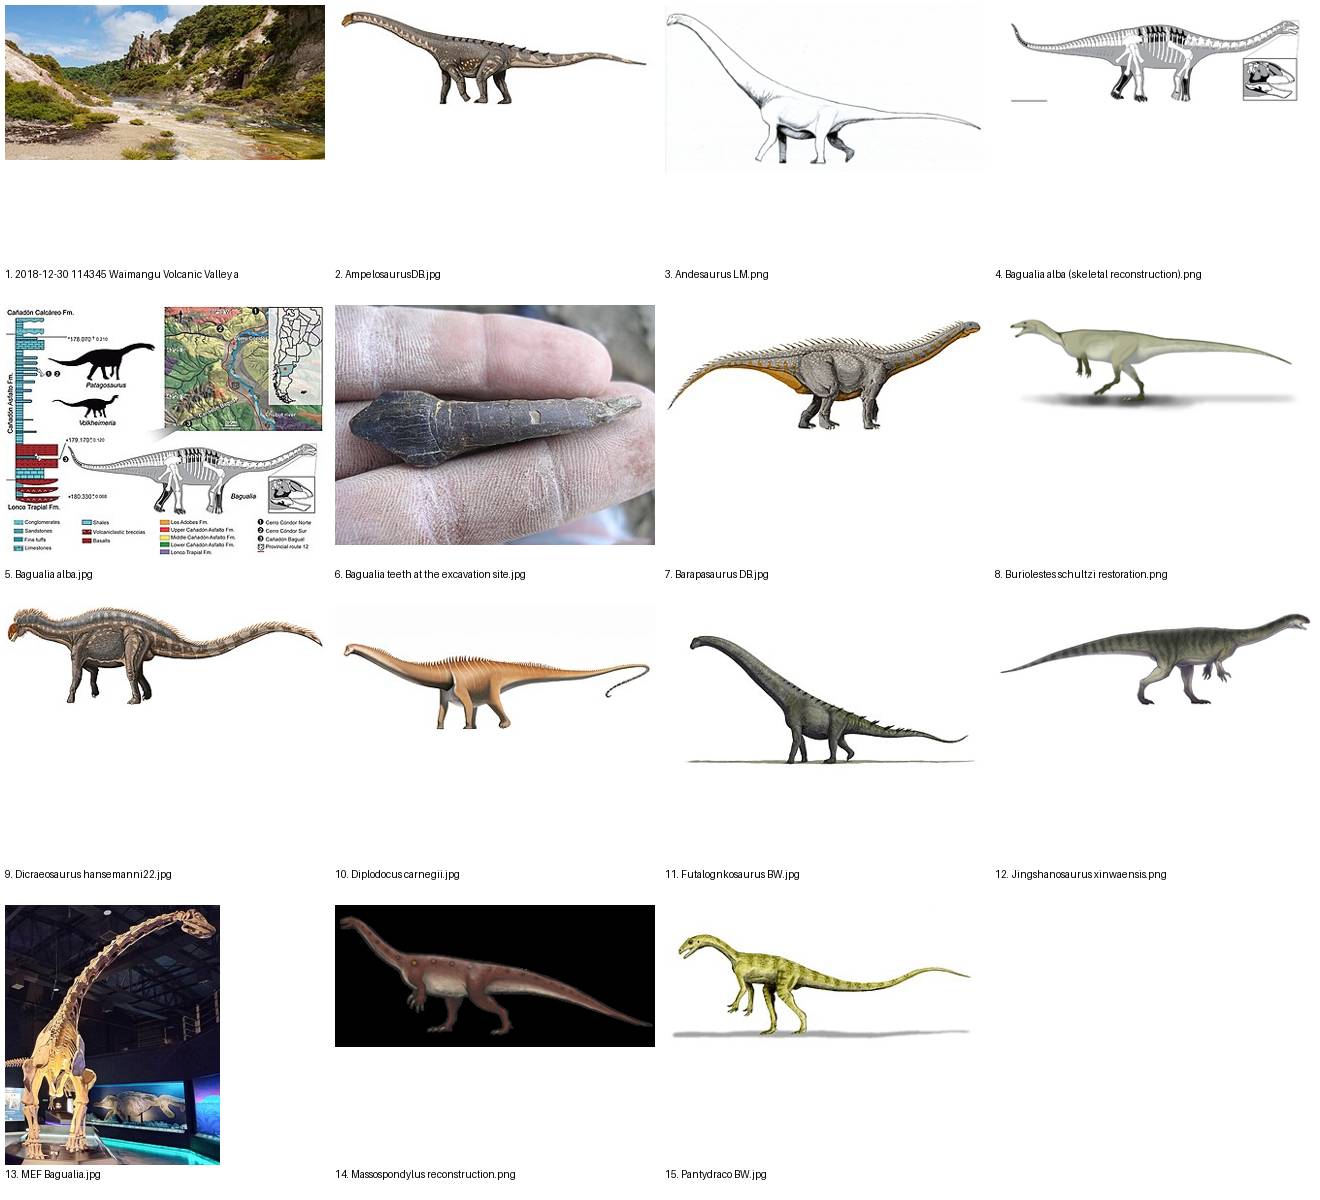 1. 2018-12-30 114345 Waimangu Volcanic Valley a
2. AmpelosaurusDB.jpg
3. Andesaurus LM.png
4. Bagualia alba (skeletal reconstruction).png
Cañadón Calcáreo Fm.
Cañadón Asfalto Fm.
Patagosaurus
Volkheimeria
Bagualia
Lonco Trapial Fm.
Conglomerates
Sandstones
Fine tuffs
Limestones
Shales
Volcaniclastic breccias
Basalts
Los Adobes Fm.
Upper Cañadón Asfalto Fm.
Middle Cañadón Asfalto Fm.
Lower Cañadón Asfalto Fm.
Lonco Trapial Fm.
1 Cerro Cóndor Norte
2 Cerro Cóndor Sur
3 Cañadón Bagual
Provincial route 12
5. Bagualia alba.jpg
6. Bagualia teeth at the excavation site.jpg
7. Barapasaurus DB.jpg
8. Buriolestes schultzi restoration.png
9. Dicraeosaurus hansemanni22.jpg
10. Diplodocus carnegii.jpg
11. Futalognkosaurus BW.jpg
12. Jingshanosaurus xinwaensis.png
13. MEF Bagualia.jpg
14. Massospondylus reconstruction.png
15. Pantydraco BW.jpg